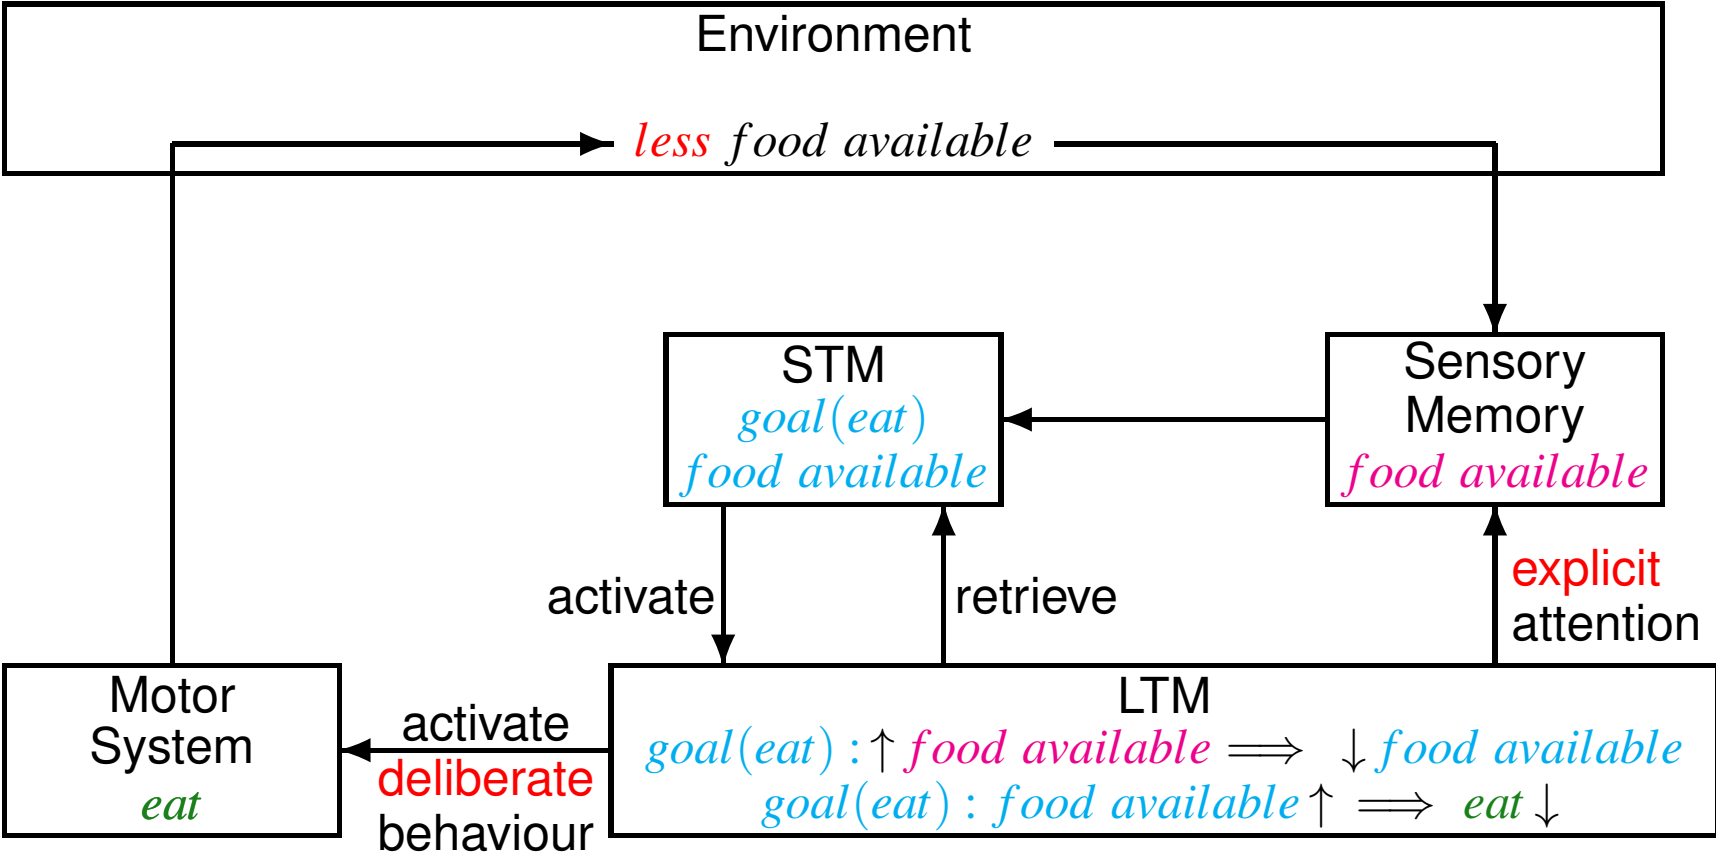 Environment
less food available
STM
goal(eat)
food available
Sensory
Memory
food available
activate
retrieve
explicit
attention
Motor
System
eat
activate
deliberate
behaviour
LTM
goal(eat) : ↑ food available ⟹ ↓ food available
goal(eat) : food available ↑ ⟹ eat ↓